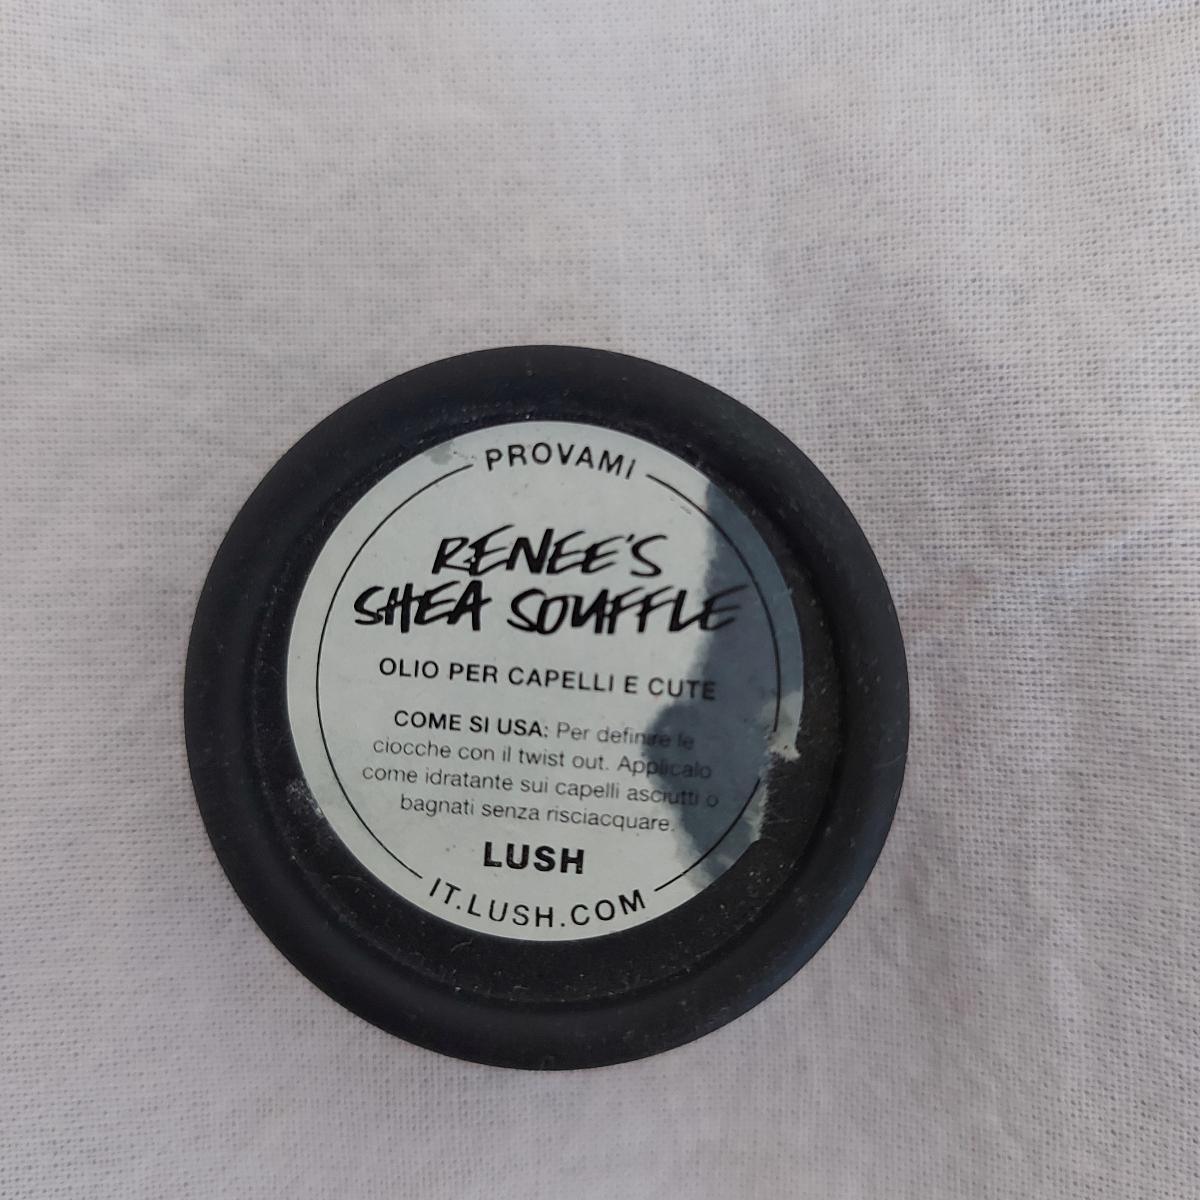 PROVAMI
RENEE'S
SHEA SOUFFLE
OLIO PER CAPELLI E CUTE
COME SI USA: Per definire le
ciocche con il twist out. Applicalo
come idratante sui capelli asciutti o
bagnati senza risciacquare.
LUSH
IT.LUSH.COM